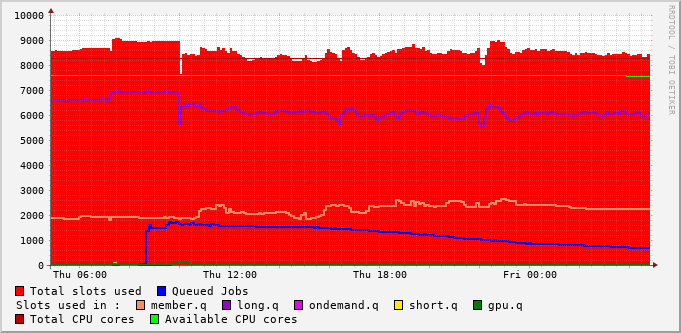 10000
9000
8000
7000
6000
5000
4000
3000
2000
1000
0
Thu 06:00 Thu 12:00 Thu 18:00 Fri 00:00
Total slots used Queued Jobs
Slots used in : member.q long.q ondemand.q short.q gpu.q
Total CPU cores Available CPU cores
RRDTOOL / TOBI OETIKER